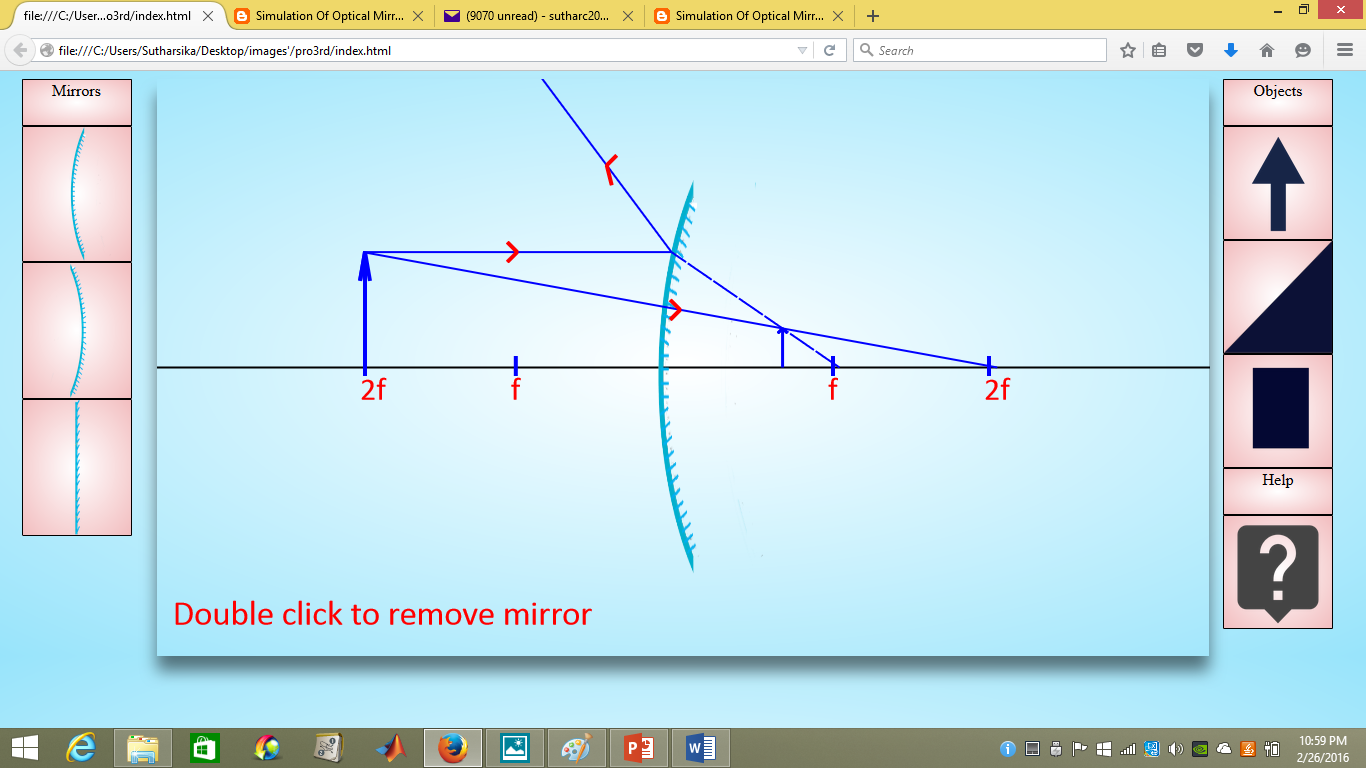 file:///C:/User...o3rd/index.html
Simulation Of Optical Mirr...
(9070 unread) - sutharc20...
Simulation Of Optical Mirr...
file:///C:/Users/Sutharsika/Desktop/images'/pro3rd/index.html
Search
Mirrors
Objects
2f
f
f
2f
Help
?
Double click to remove mirror
10:59 PM
2/26/2016